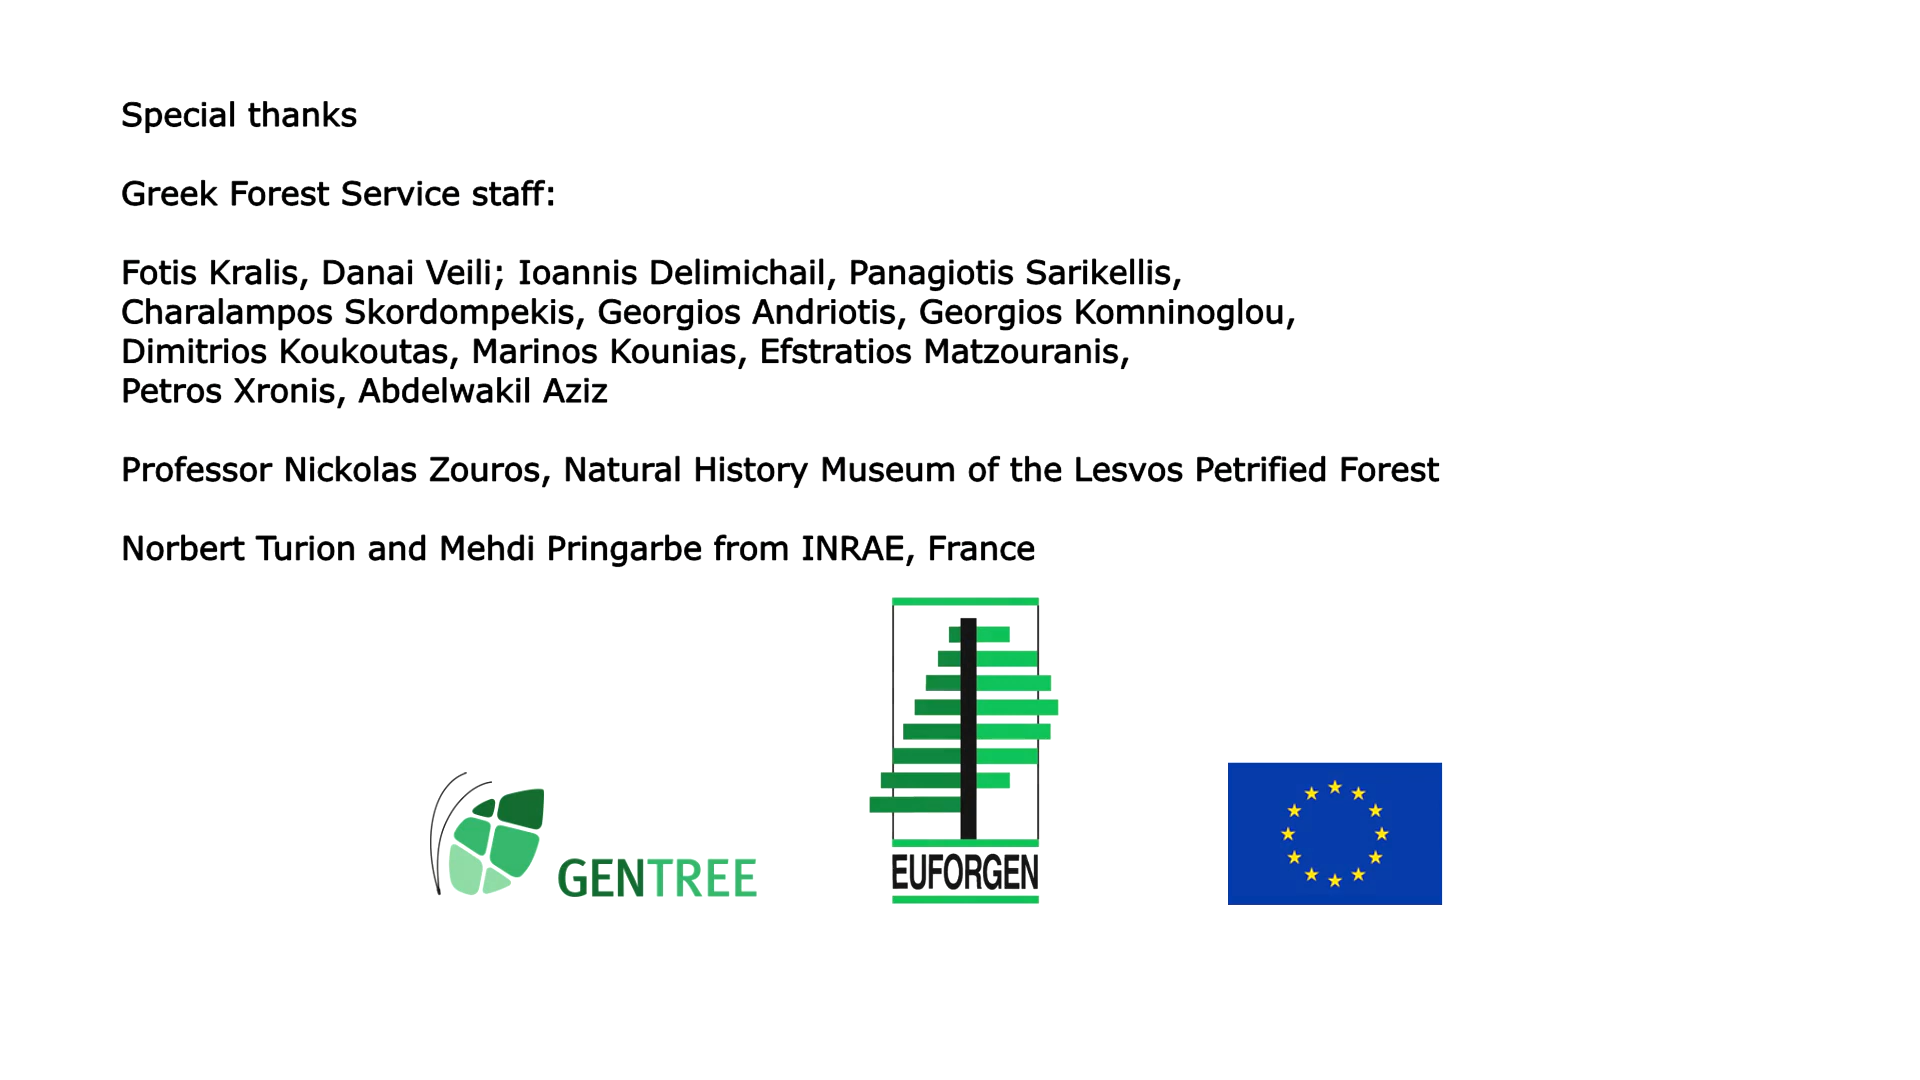 Special thanks
Greek Forest Service staff:
Fotis Kralis, Danai Veili; Ioannis Delimichail, Panagiotis Sarikellis,
Charalampos Skordompekis, Georgios Andriotis, Georgios Komninoglou,
Dimitrios Koukoutas, Marinos Kounias, Efstratios Matzouranis,
Petros Xronis, Abdelwakil Aziz
Professor Nickolas Zouros, Natural History Museum of the Lesvos Petrified Forest
Norbert Turion and Mehdi Pringarbe from INRAE, France
GENTREE
EUFORGEN